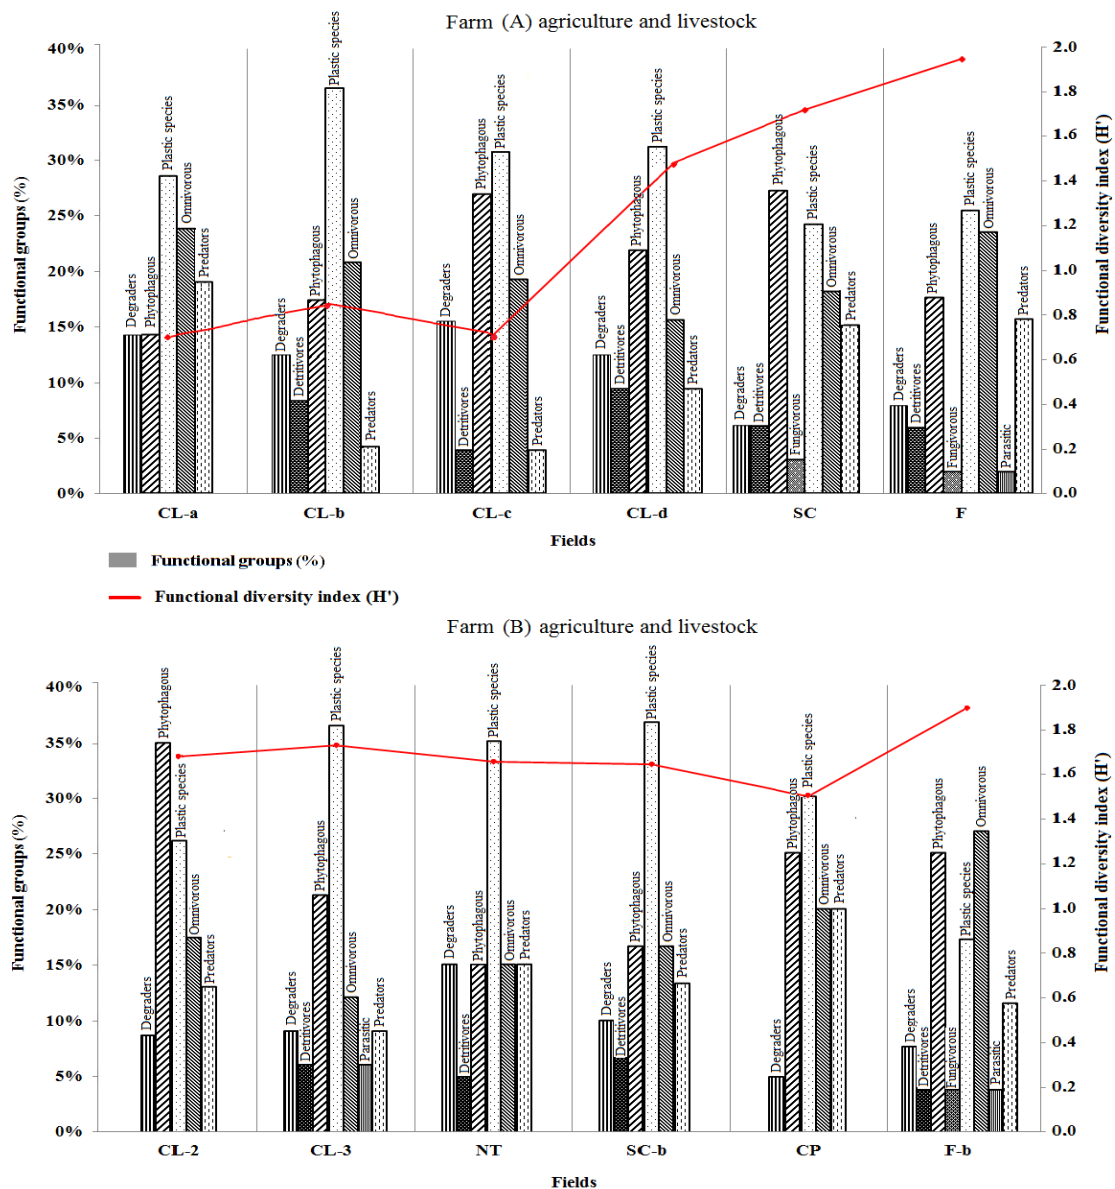 Farm (A) agriculture and livestock
Functional groups (%)
40%
35%
30%
25%
20%
15%
10%
5%
0%
Degraders
Phytophagous
Plastic species
Omnivorous
Predators
Degraders
Detritivores
Phytophagous
Plastic species
Omnivorous
Predators
Degraders
Detritivores
Phytophagous
Plastic species
Omnivorous
Predators
Degraders
Detritivores
Phytophagous
Plastic species
Omnivorous
Predators
Degraders
Detritivores
Phytophagous
Fungivorous
Plastic species
Omnivorous
Predators
Degraders
Detritivores
Phytophagous
Fungivorous
Plastic species
Omnivorous
Parasitic
Predators
2.0
1.8
1.6
1.4
1.2
1.0
0.8
0.6
0.4
0.2
0.0
Functional diversity index (H')
CL-a CL-b CL-c CL-d SC F
Fields
Functional groups (%)
Functional diversity index (H')
Farm (B) agriculture and livestock
Functional groups (%)
40%
35%
30%
25%
20%
15%
10%
5%
0%
Degraders
Phytophagous
Plastic species
Omnivorous
Predators
Degraders
Detritivores
Phytophagous
Plastic species
Omnivorous
Parasitic
Predators
Degraders
Detritivores
Phytophagous
Plastic species
Omnivorous
Predators
Degraders
Detritivores
Phytophagous
Plastic species
Omnivorous
Predators
Degraders
Phytophagous
Plastic species
Omnivorous
Predators
Degraders
Detritivores
Phytophagous
Fungivorous
Plastic species
Omnivorous
Parasitic
Predators
2.0
1.8
1.6
1.4
1.2
1.0
0.8
0.6
0.4
0.2
0.0
Functional diversity index (H')
CL-2 CL-3 NT SC-b CP F-b
Fields